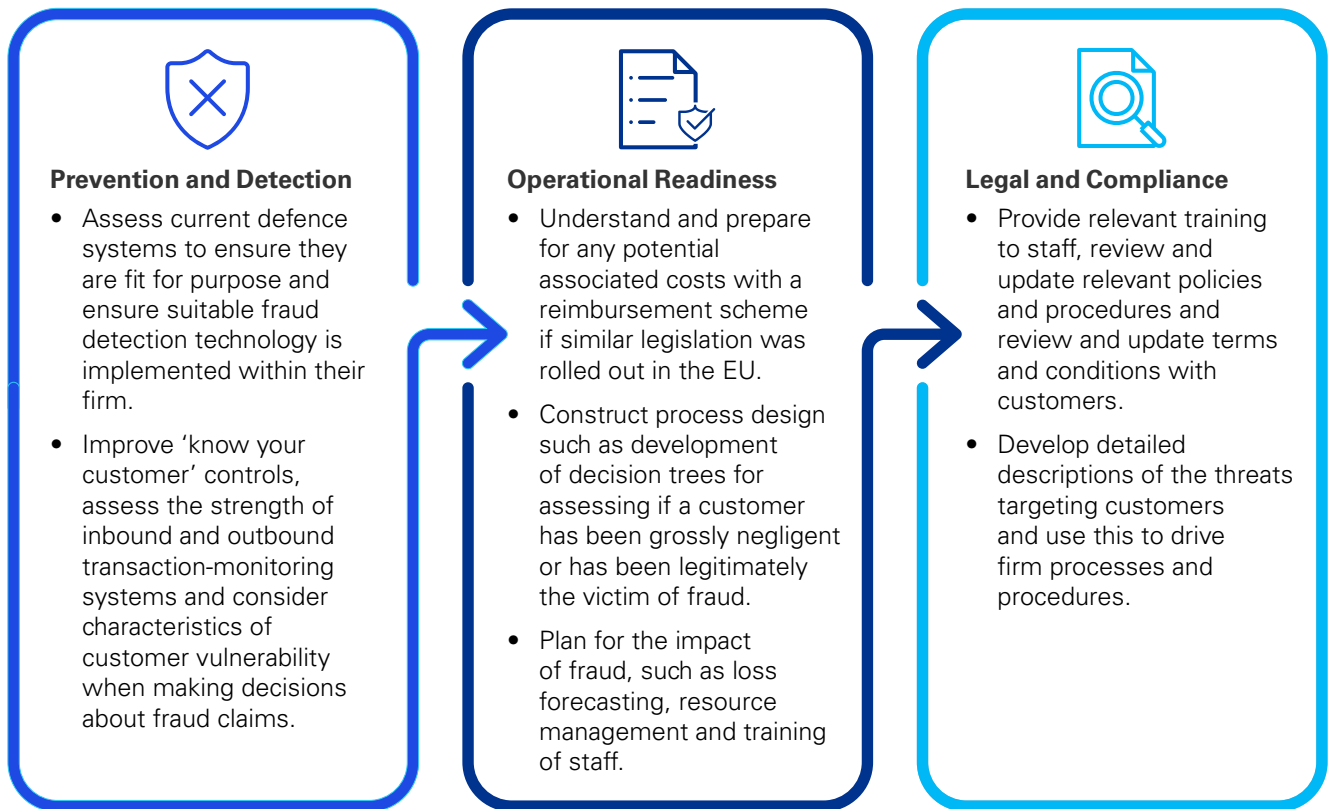 Prevention and Detection
• Assess current defence
systems to ensure they
are fit for purpose and
ensure suitable fraud
detection technology is
implemented within their
firm.
• Improve ‘know your
customer’ controls,
assess the strength of
inbound and outbound
transaction-monitoring
systems and consider
characteristics of
customer vulnerability
when making decisions
about fraud claims.
Operational Readiness
• Understand and prepare
for any potential
associated costs with a
reimbursement scheme
if similar legislation was
rolled out in the EU.
• Construct process design
such as development
of decision trees for
assessing if a customer
has been grossly negligent
or has been legitimately
the victim of fraud.
• Plan for the impact
of fraud, such as loss
forecasting, resource
management and training
of staff.
Legal and Compliance
• Provide relevant training
to staff, review and
update relevant policies
and procedures and
review and update terms
and conditions with
customers.
• Develop detailed
descriptions of the threats
targeting customers
and use this to drive
firm processes and
procedures.